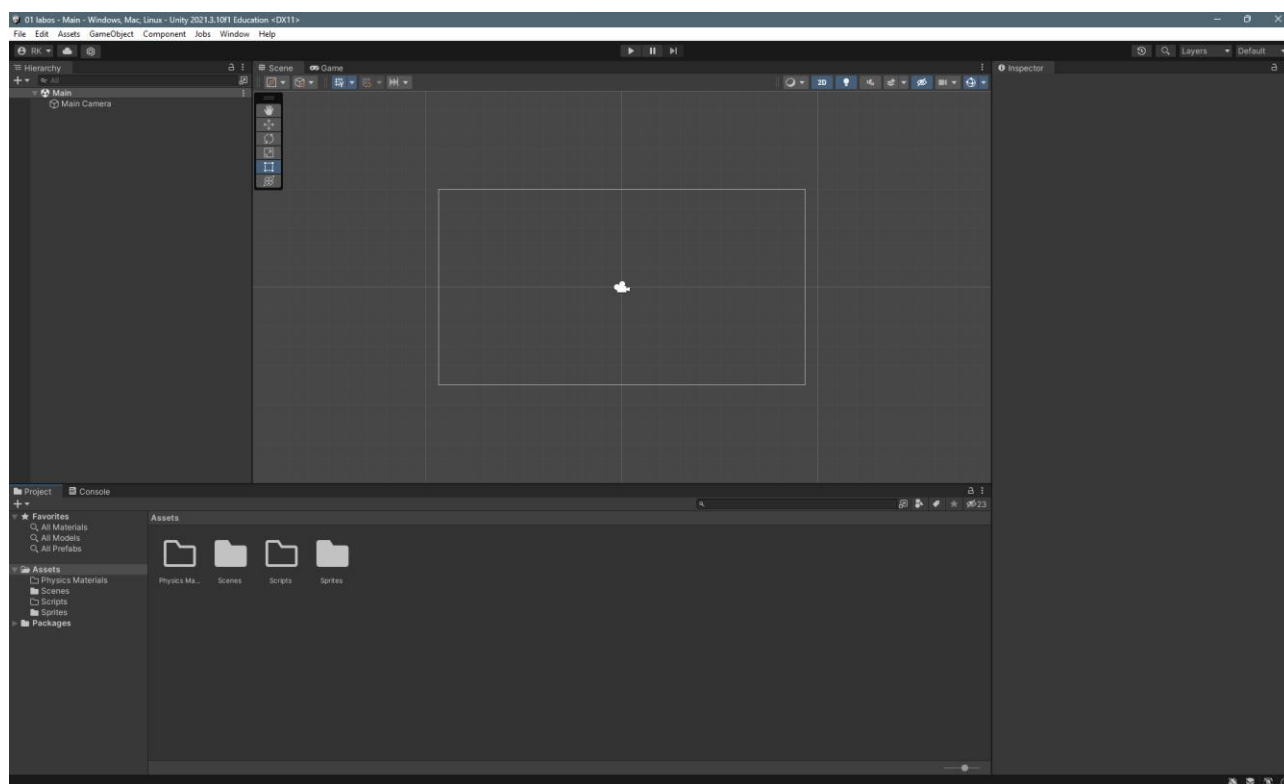 01 labos - Main - Windows, Mac, Linux - Unity 2021.3.10f1 Education <DX11>
File Edit Assets GameObject Component Jobs Window Help
RK
Layers Default
Hierarchy
All
Main
Main Camera
Scene Game
2D
Inspector
Project Console
23
Favorites
All Materials
All Models
All Prefabs
Assets
Physics Materials
Scenes
Scripts
Sprites
Packages
Assets
Physics Ma... Scenes Scripts Sprites